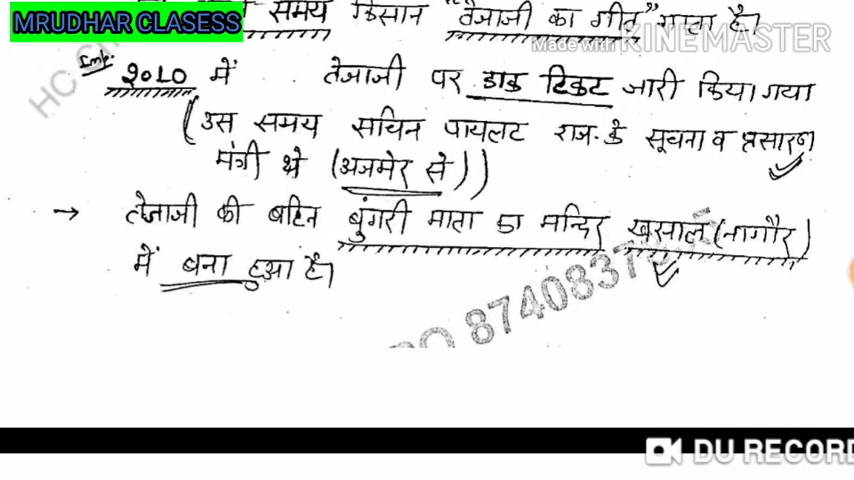 MRUDHAR CLASESS
समय किसान "तेजाजी का गीत" गाता है।
Made with KINEMASTER
Imp: 2010 में तेजाजी पर डाक टिकट जारी किया गया
(उस समय सचिन पायलट राज. के सूचना व प्रसारण
मंत्री थे (अजमेर से))
→ तेजाजी की बहिन बुंगरी माता का मन्दिर खरनाल (नागौर)
में बना हुआ है।
8740837
DU RECORD